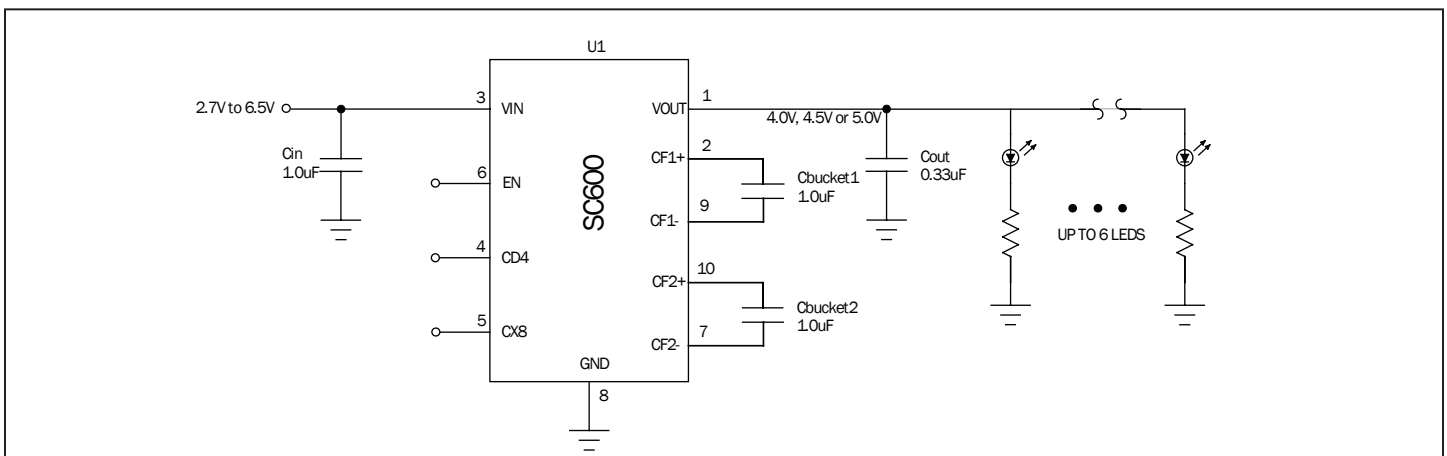 U1
2.7V to 6.5V
3
VIN
VOUT
1
4.0V, 4.5V or 5.0V
Cin
1.0uF
6
EN
SC600
CF1+
2
Cbucket1
1.0uF
CF1-
9
Cout
0.33uF
UP TO 6 LEDS
4
CD4
CF2+
10
Cbucket2
1.0uF
5
CX8
CF2-
7
GND
8